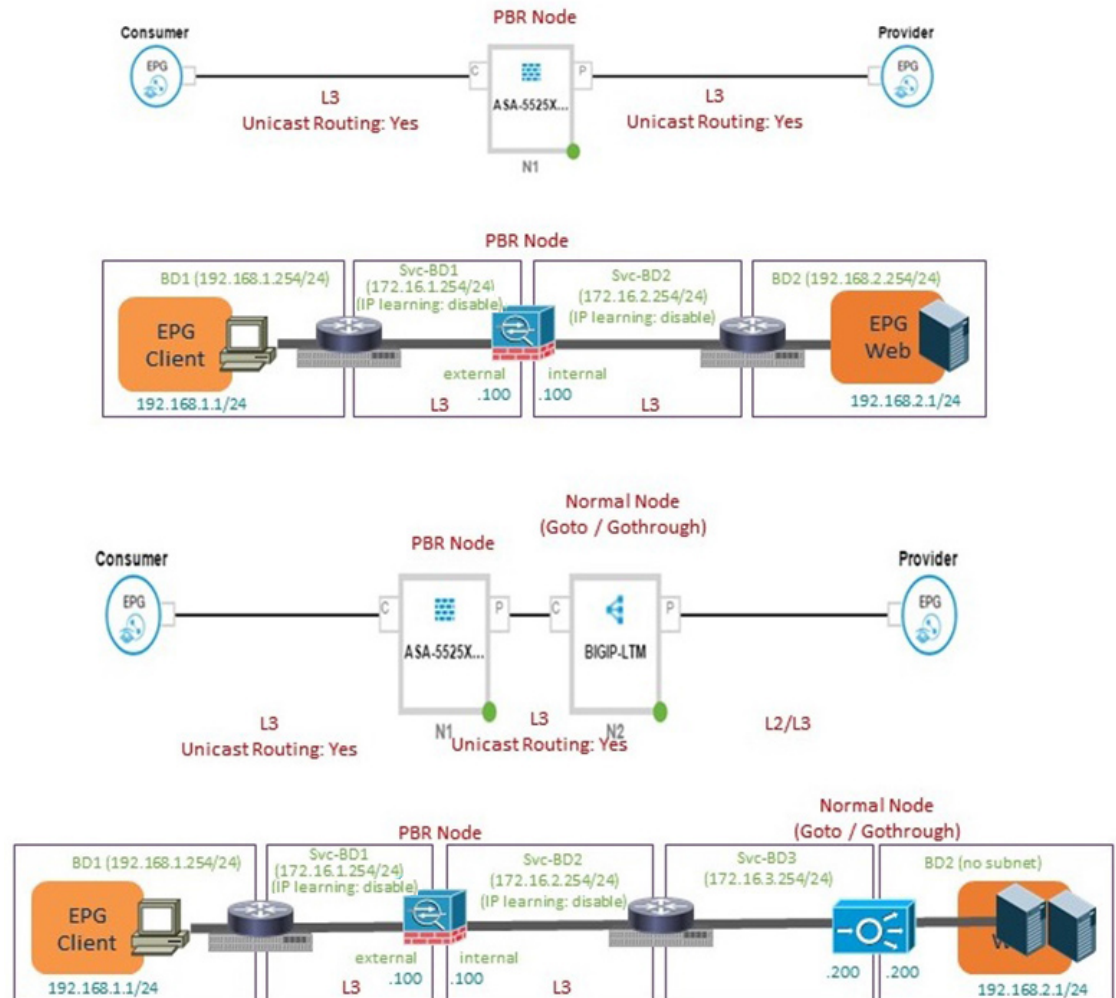 PBR Node
Consumer
Provider
EPG
C
P
EPG
ASA-5525X...
L3
Unicast Routing: Yes
L3
Unicast Routing: Yes
N1
PBR Node
BD1 (192.168.1.254/24)
Svc-BD1
(172.16.1.254/24)
(IP learning: disable)
Svc-BD2
(172.16.2.254/24)
(IP learning: disable)
BD2 (192.168.2.254/24)
EPG
Client
EPG
Web
external
.100
internal
.100
192.168.1.1/24
L3
L3
192.168.2.1/24
Normal Node
(Goto / Gothrough)
PBR Node
Consumer
Provider
EPG
C
P
C
P
EPG
ASA-5525X...
BIGIP-LTM
N1
N2
L3
Unicast Routing: Yes
L3
Unicast Routing: Yes
L2/L3
Normal Node
(Goto / Gothrough)
PBR Node
BD1 (192.168.1.254/24)
Svc-BD1
(172.16.1.254/24)
(IP learning: disable)
Svc-BD2
(172.16.2.254/24)
(IP learning: disable)
Svc-BD3
(172.16.3.254/24)
BD2 (no subnet)
EPG
Client
external
.100
internal
.100
.200
.200
192.168.1.1/24
L3
L3
192.168.2.1/24